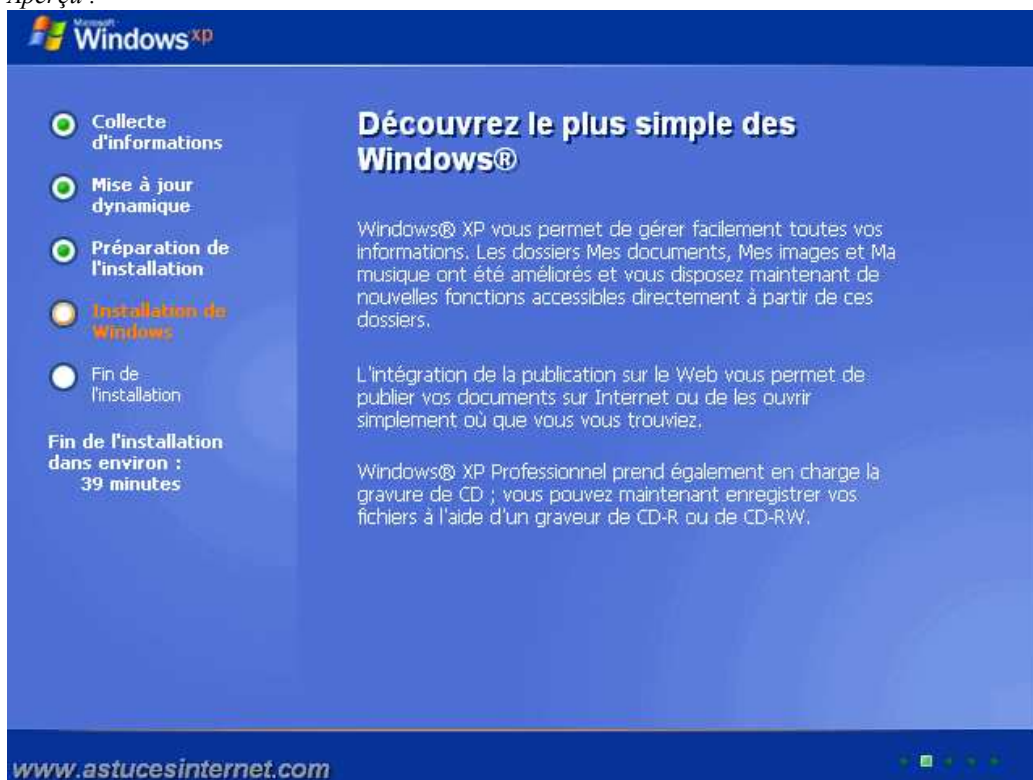 Aperçu :
Microsoft
Windows xp
Collecte
d'informations
Mise à jour
dynamique
Préparation de
l'installation
Installation de
Windows
Fin de
l'installation
Fin de l'installation
dans environ :
39 minutes
Découvrez le plus simple des
Windows®
Windows® XP vous permet de gérer facilement toutes vos
informations. Les dossiers Mes documents, Mes images et Ma
musique ont été améliorés et vous disposez maintenant de
nouvelles fonctions accessibles directement à partir de ces
dossiers.
L'intégration de la publication sur le Web vous permet de
publier vos documents sur Internet ou de les ouvrir
simplement où que vous vous trouviez.
Windows® XP Professionnel prend également en charge la
gravure de CD ; vous pouvez maintenant enregistrer vos
fichiers à l'aide d'un graveur de CD-R ou de CD-RW.
www.astucesinternet.com